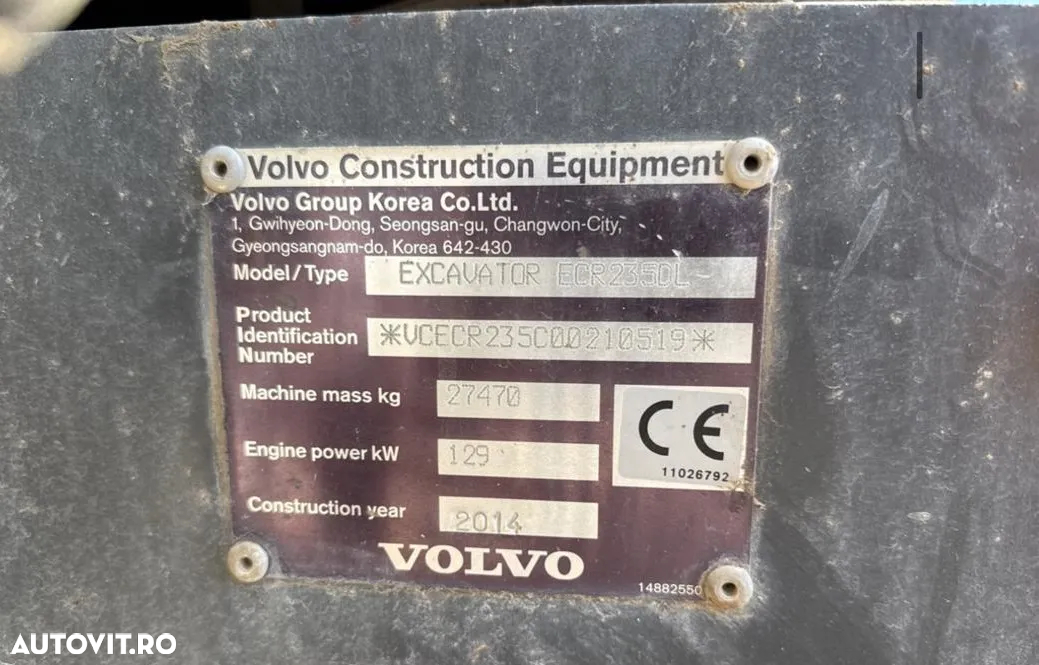 Volvo Construction Equipment
Volvo Group Korea Co.Ltd.
1, Gwihyeon-Dong, Seongsan-gu, Changwon-City,
Gyeongsangnam-do, Korea 642-430
Model/Type EXCAVATOR ECR235DL
Product
Identification
Number
*VCECR235C00210519*
Machine mass kg 27470
CE
11026792
Engine power kW 129
Construction year 2014
VOLVO
14882550
AUTOVIT.RO